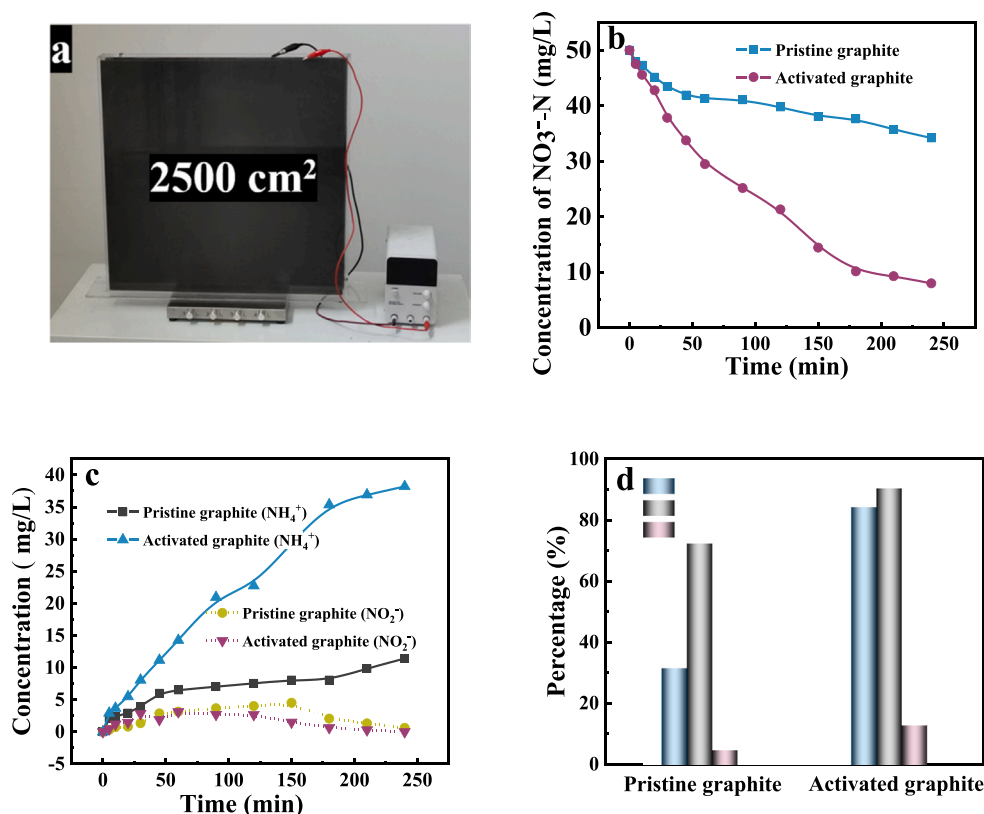 a
2500 cm²
b
Pristine graphite
Activated graphite
Concentration of NO3⁻-N (mg/L)
50
40
30
20
10
0
0 50 100 150 200 250
Time (min)
c
Pristine graphite (NH₄⁺)
Activated graphite (NH₄⁺)
Pristine graphite (NO₂⁻)
Activated graphite (NO₂⁻)
Concentration ( mg/L)
40
35
30
25
20
15
10
5
0
-5
0 50 100 150 200 250
Time (min)
d
Percentage (%)
100
80
60
40
20
0
Pristine graphite Activated graphite